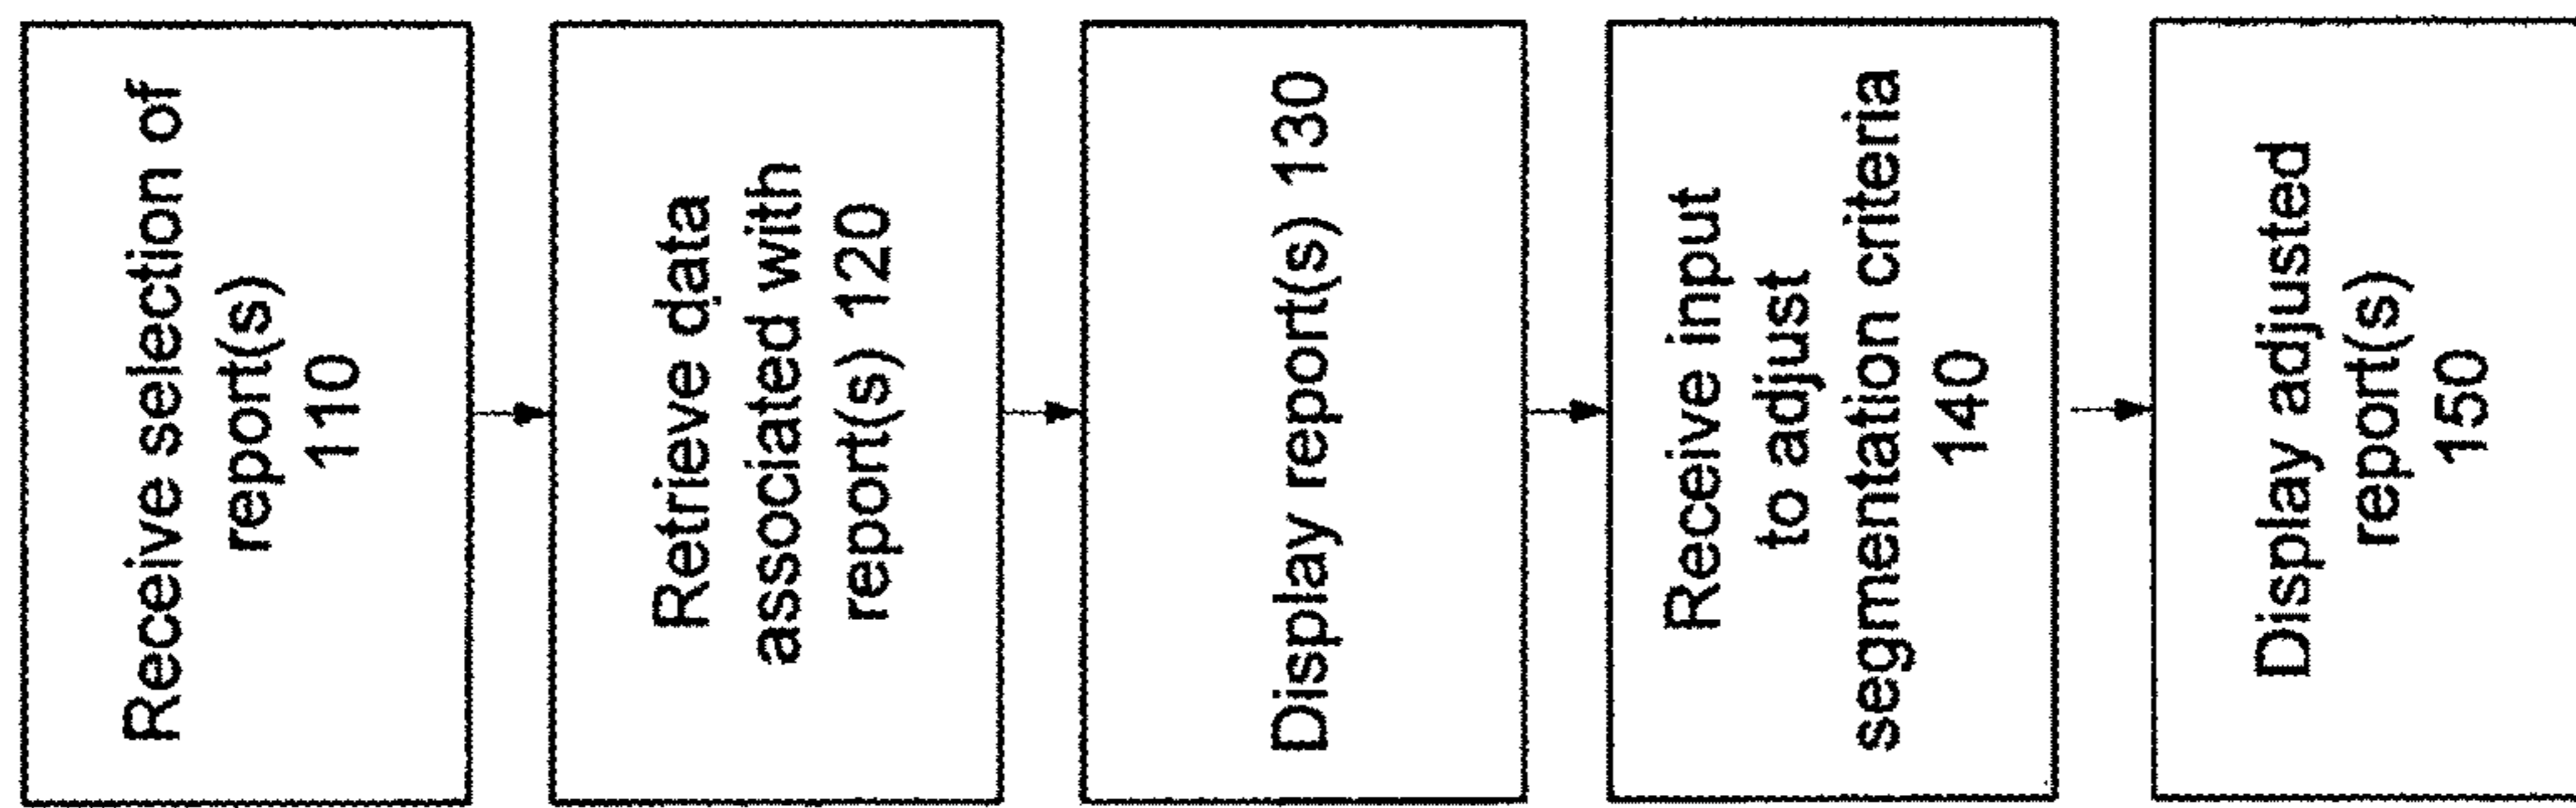 Receive selection of
report(s)
110
Retrieve data
associated with
report(s) 120
Display report(s) 130
Receive input
to adjust
segmentation criteria
140
Display adjusted
report(s)
150